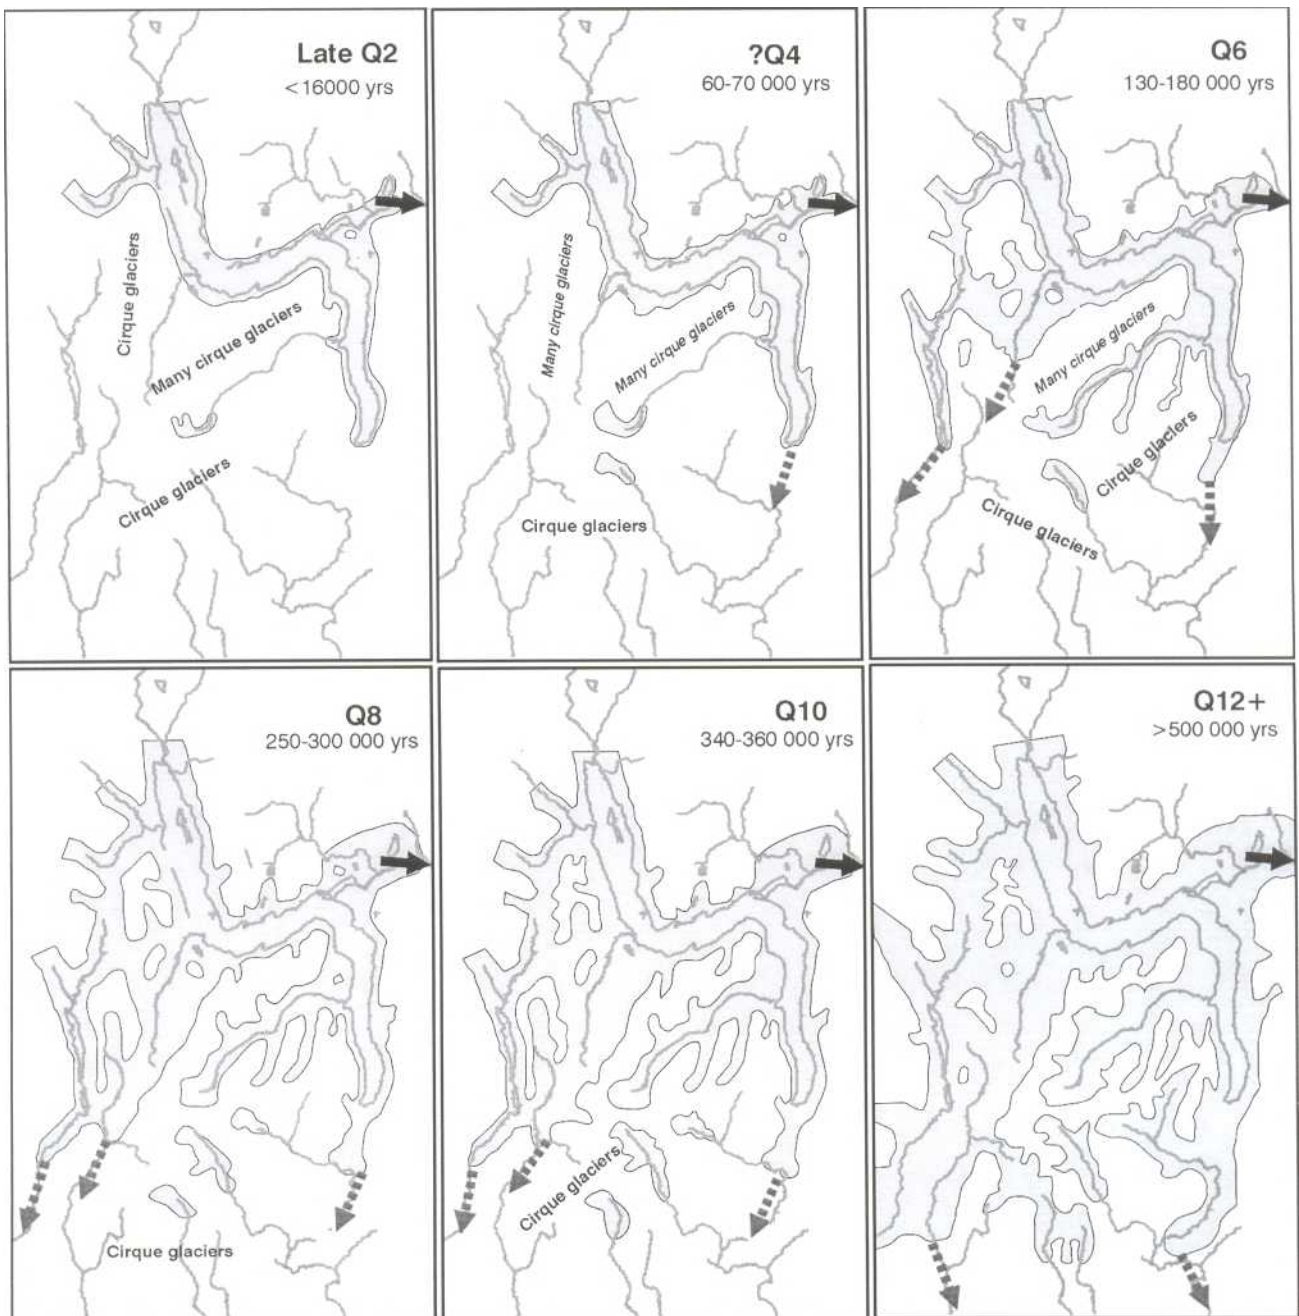 Late Q2
<16000 yrs
Cirque glaciers
Many cirque glaciers
Cirque glaciers
?Q4
60-70 000 yrs
Many cirque glaciers
Many cirque glaciers
Cirque glaciers
Q6
130-180 000 yrs
Many cirque glaciers
Cirque glaciers
Cirque glaciers
Q8
250-300 000 yrs
Cirque glaciers
Q10
340-360 000 yrs
Cirque glaciers
Q12+
>500 000 yrs